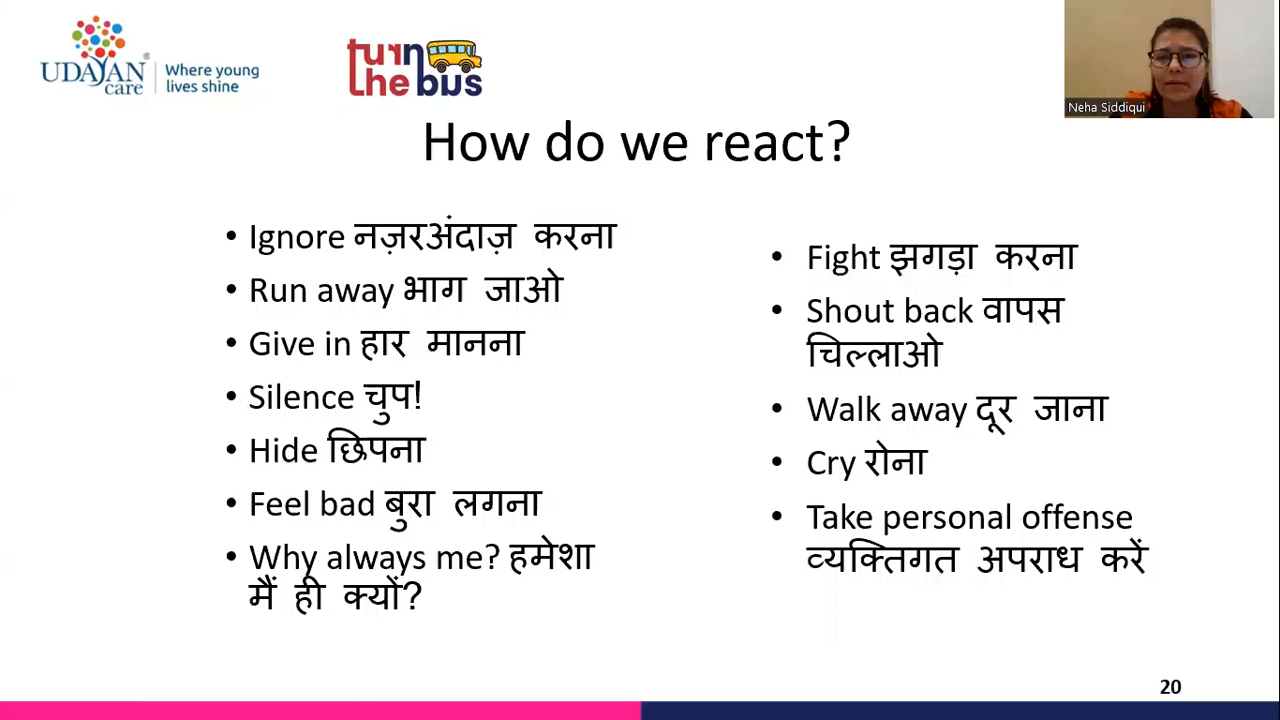 UDAYAN care
Where young
lives shine
turn
the bus
Neha Siddiqui
How do we react?
• Ignore नज़रअंदाज़ करना
• Run away भाग जाओ
• Give in हार मानना
• Silence चुप!
• Hide छिपना
• Feel bad बुरा लगना
• Why always me? हमेशा
मैं ही क्यों?
• Fight झगड़ा करना
• Shout back वापस
चिल्लाओ
• Walk away दूर जाना
• Cry रोना
• Take personal offense
व्यक्तिगत अपराध करें
20